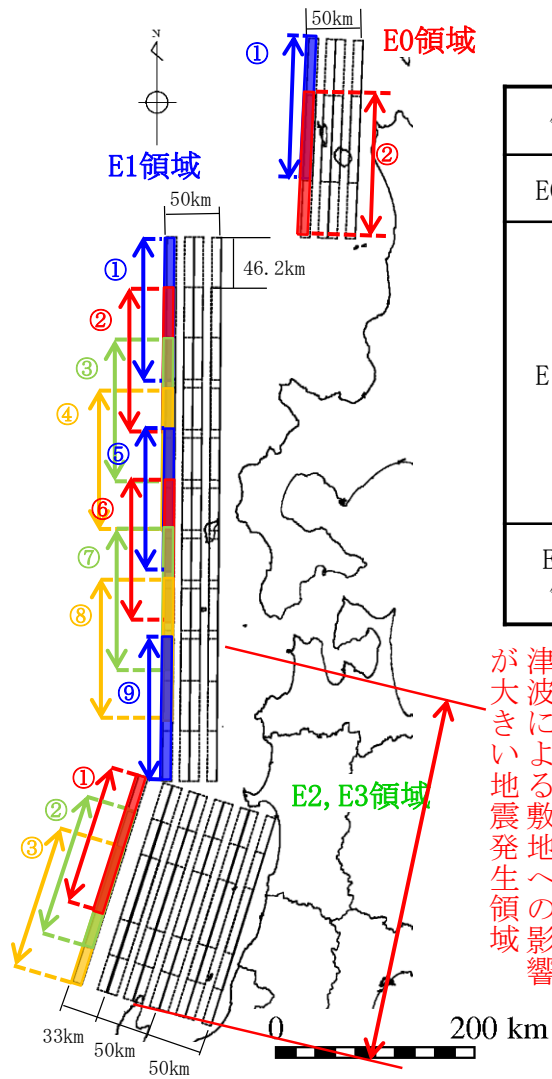 N
50km
E0領域
①
②
E1領域
50km
46.2km
①
②
③
④
⑤
⑥
⑦
⑧
⑨
E0
E
E
E2, E3領域
津波による敷地への影響
が大きい地震発生領域
①
②
③
33km
50km
50km
0
200 km